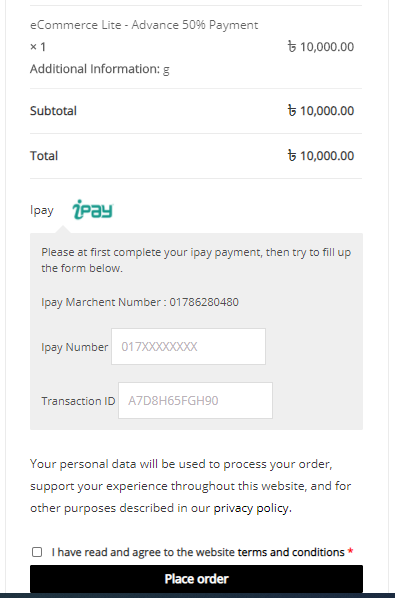 eCommerce Lite - Advance 50% Payment
× 1 ৳ 10,000.00
Additional Information: g
Subtotal ৳ 10,000.00
Total ৳ 10,000.00
Ipay ipay
Please at first complete your ipay payment, then try to fill up
the form below.
Ipay Marchent Number : 01786280480
Ipay Number 017XXXXXXXX
Transaction ID A7D8H65FGH90
Your personal data will be used to process your order,
support your experience throughout this website, and for
other purposes described in our privacy policy.
I have read and agree to the website terms and conditions *
Place order